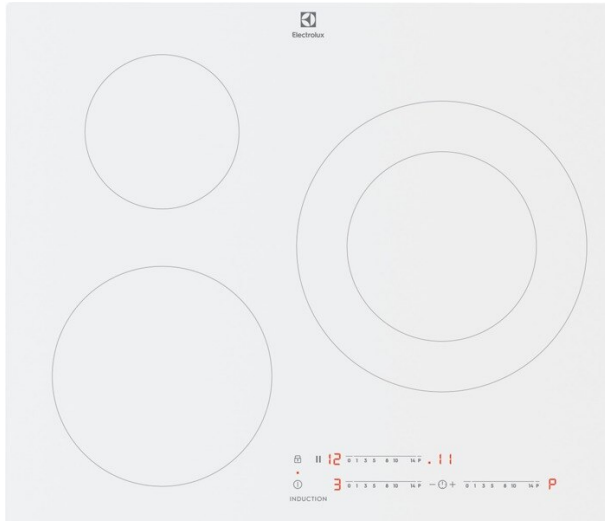 Electrolux
12 0 1 3 5 8 10 14 P .11
3 0 1 3 5 8 10 14 P − + 0 1 3 5 8 10 14 P P
INDUCTION